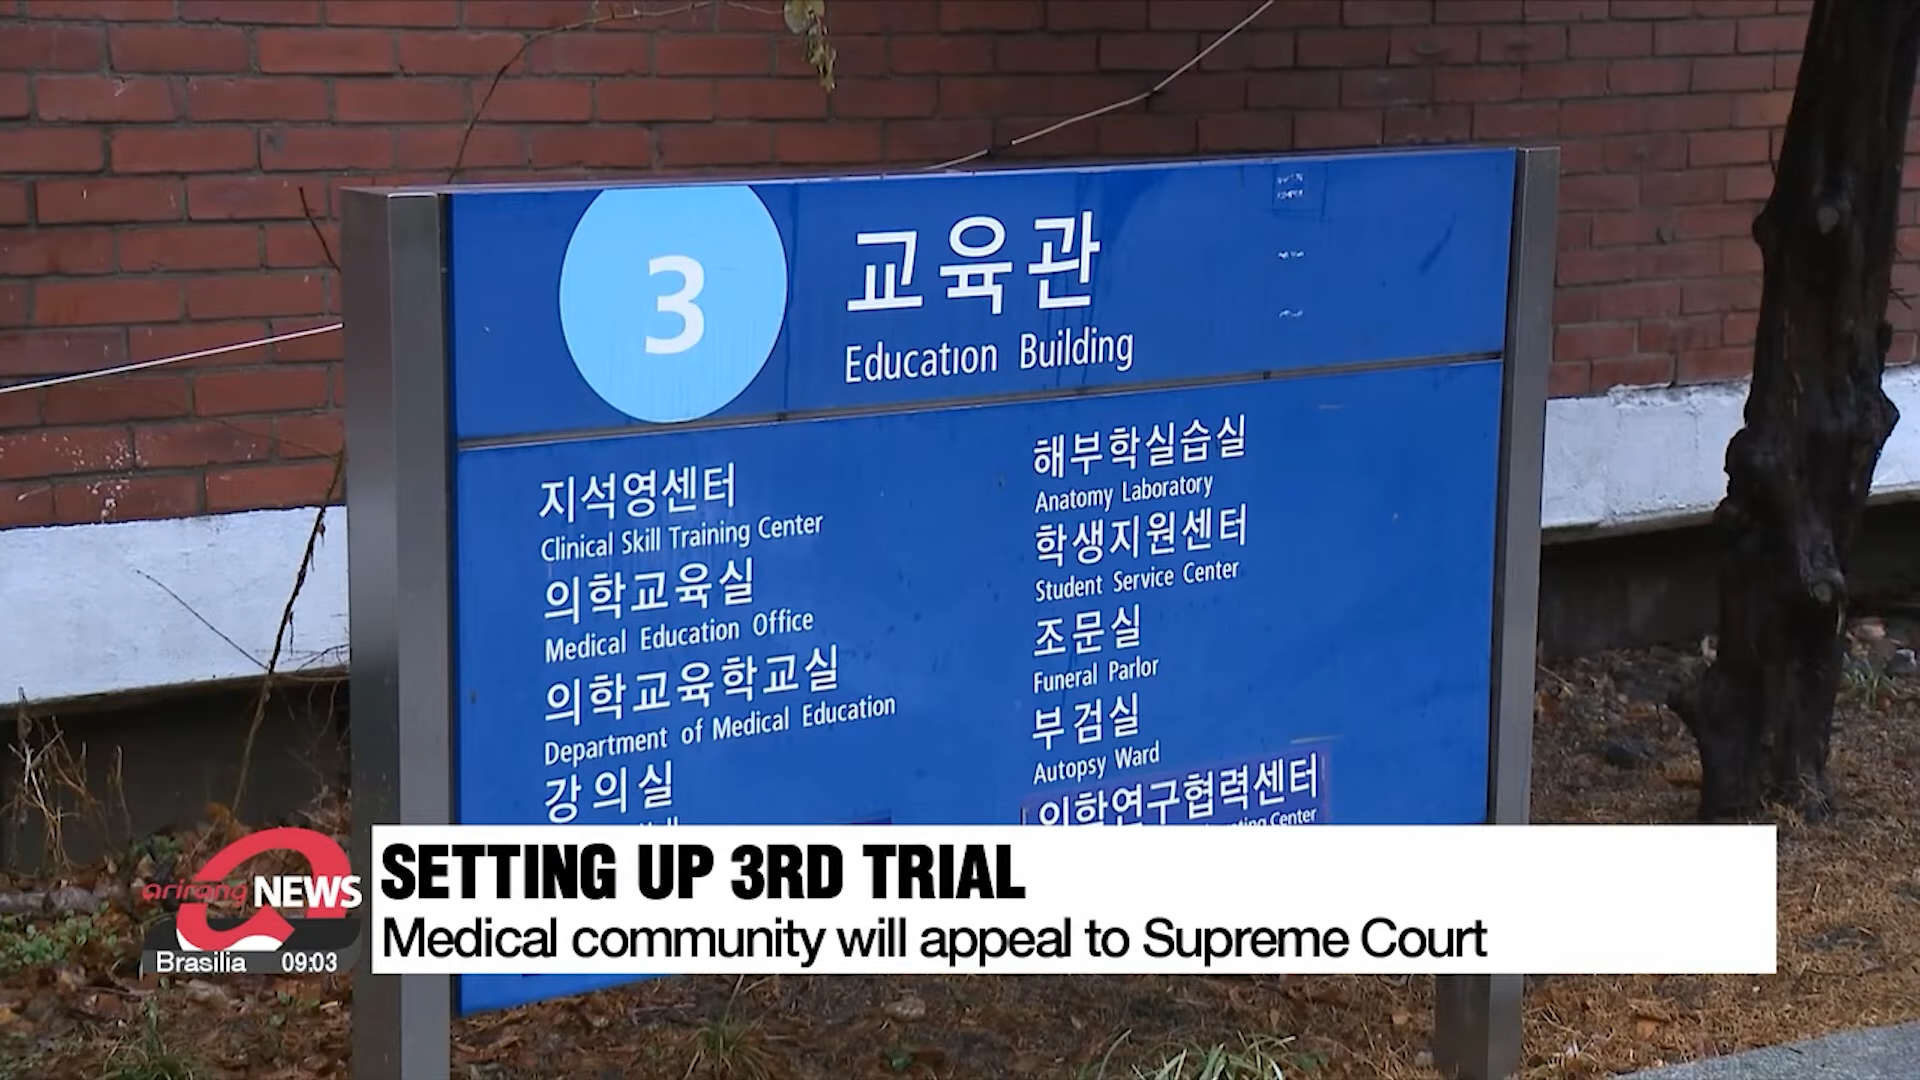 3
교육관
Education Building
지석영센터
Clinical Skill Training Center
의학교육실
Medical Education Office
의학교육학교실
Department of Medical Education
강의실
해부학실습실
Anatomy Laboratory
학생지원센터
Student Service Center
조문실
Funeral Parlor
부검실
Autopsy Ward
의학연구협력센터
Center
arirang NEWS
Brasilia 09:03
SETTING UP 3RD TRIAL
Medical community will appeal to Supreme Court